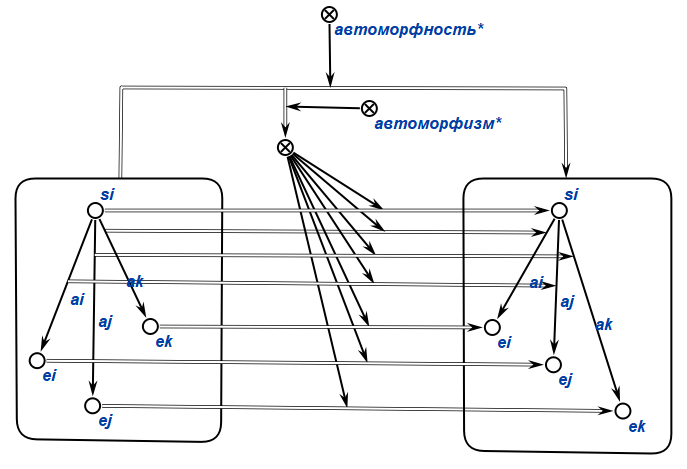 автоморфность*
автоморфизм*
si
si
ai
ak
ai
aj
aj
ak
ek
ei
ei
ej
ej
ek